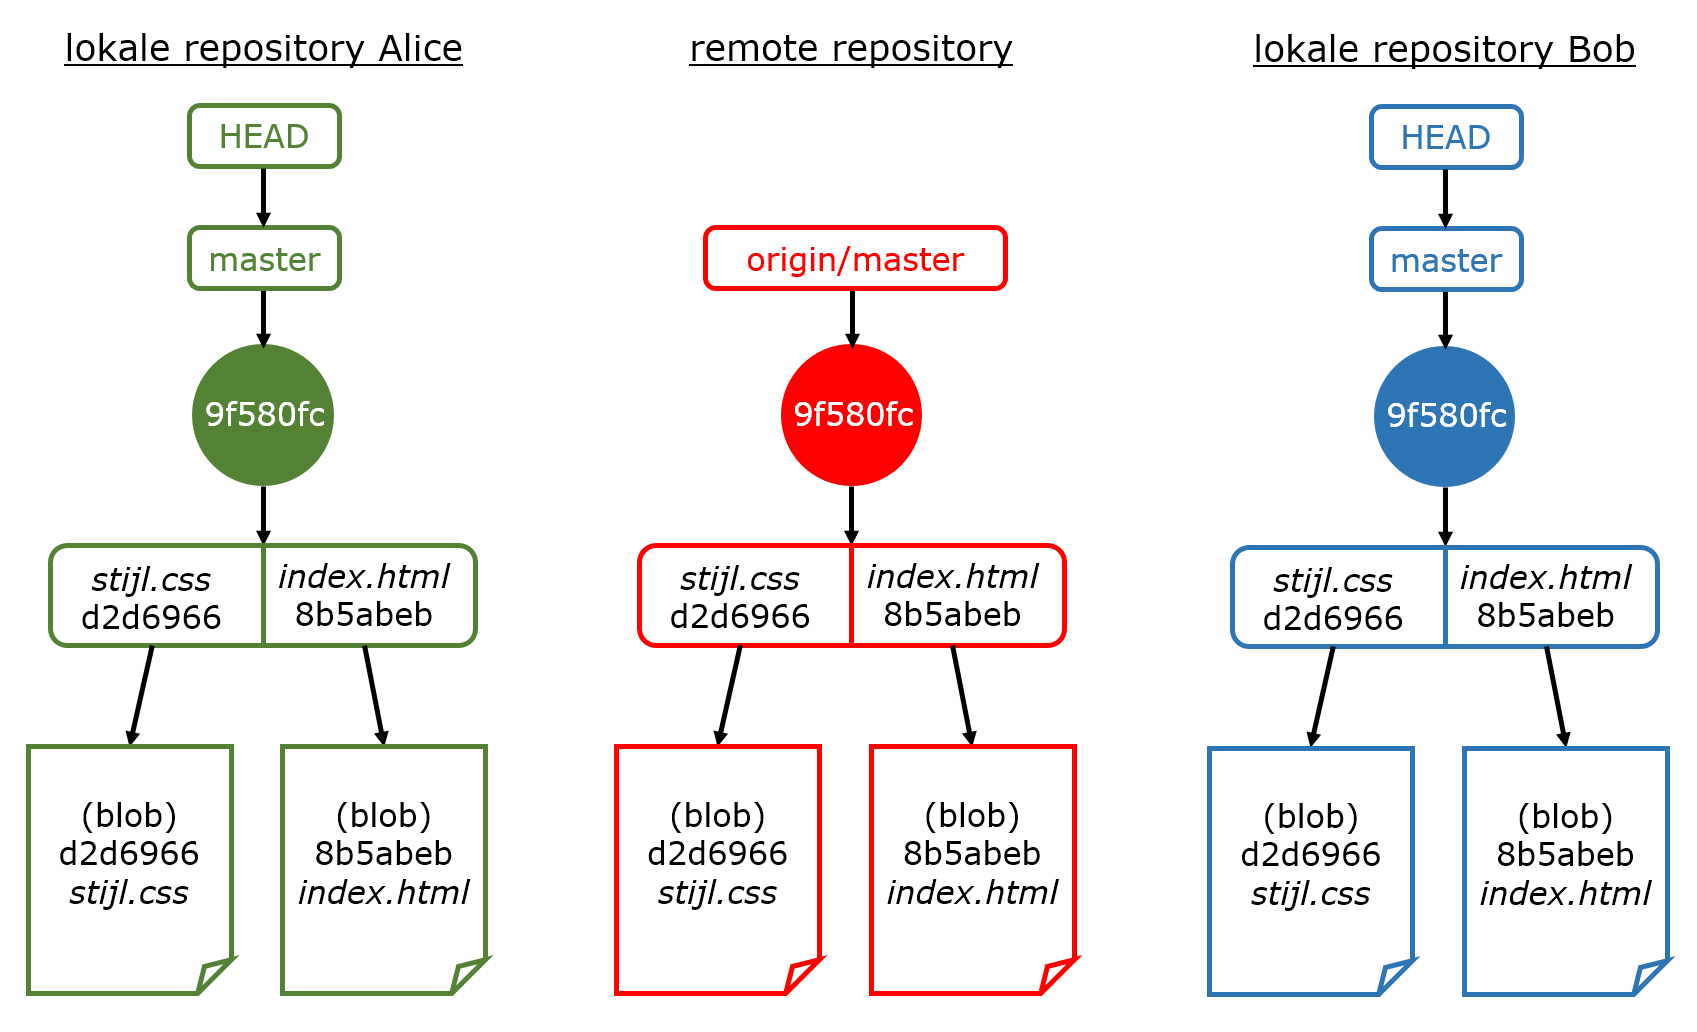 lokale repository Alice
HEAD
master
9f580fc
stijl.css
d2d6966
index.html
8b5abeb
(blob)
d2d6966
stijl.css
(blob)
8b5abeb
index.html
remote repository
origin/master
9f580fc
stijl.css
d2d6966
index.html
8b5abeb
(blob)
d2d6966
stijl.css
(blob)
8b5abeb
index.html
lokale repository Bob
HEAD
master
9f580fc
stijl.css
d2d6966
index.html
8b5abeb
(blob)
d2d6966
stijl.css
(blob)
8b5abeb
index.html